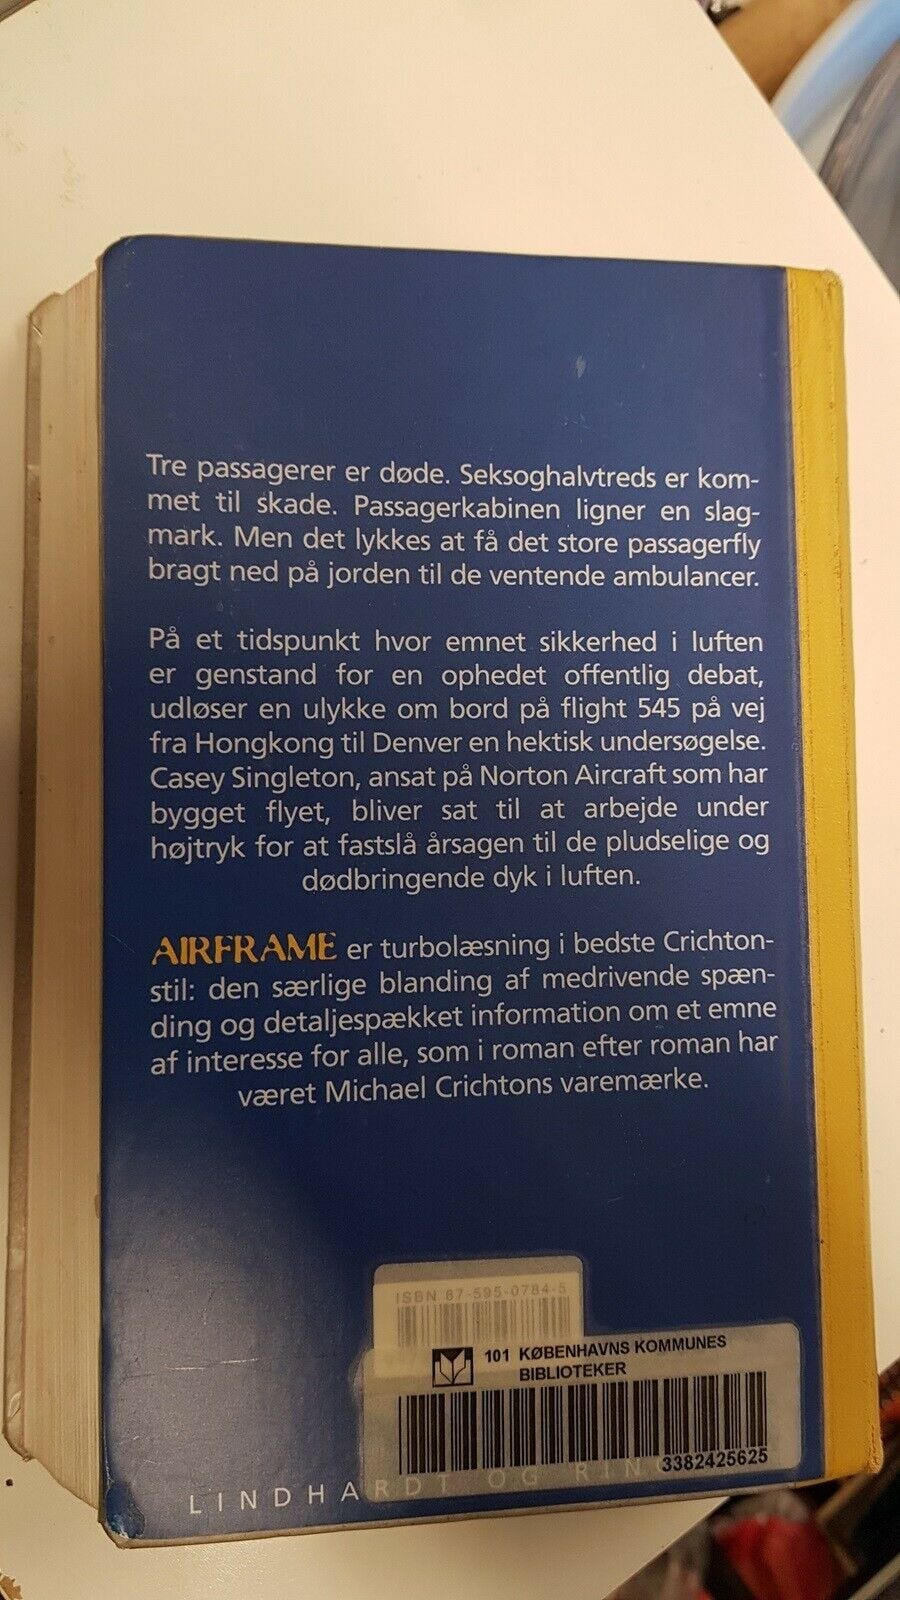 Tre passagerer er døde. Seksoghalvtreds er kom-
met til skade. Passagerkabinen ligner en slag-
mark. Men det lykkes at få det store passagerfly
bragt ned på jorden til de ventende ambulancer.
På et tidspunkt hvor emnet sikkerhed i luften
er genstand for en ophedet offentlig debat,
udløser en ulykke om bord på flight 545 på vej
fra Hongkong til Denver en hektisk undersøgelse.
Casey Singleton, ansat på Norton Aircraft som har
bygget flyet, bliver sat til at arbejde under
højtryk for at fastslå årsagen til de pludselige og
dødbringende dyk i luften.
AIRFRAME er turbolæsning i bedste Crichton-
stil: den særlige blanding af medrivende spæn-
ding og detaljespækket information om et emne
af interesse for alle, som i roman efter roman har
været Michael Crichtons varemærke.
ISBN 87-595-0784-5
101 KØBENHAVNS KOMMUNES
BIBLIOTEKER
3382425625
LINDHARDT OG